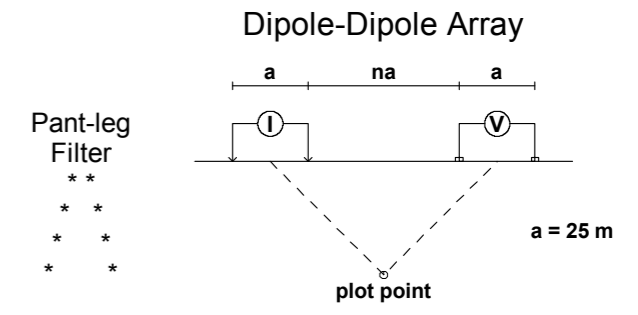 Dipole-Dipole Array
a na a
I V
Pant-leg
Filter
* *
* *
* *
* *
a = 25 m
plot point